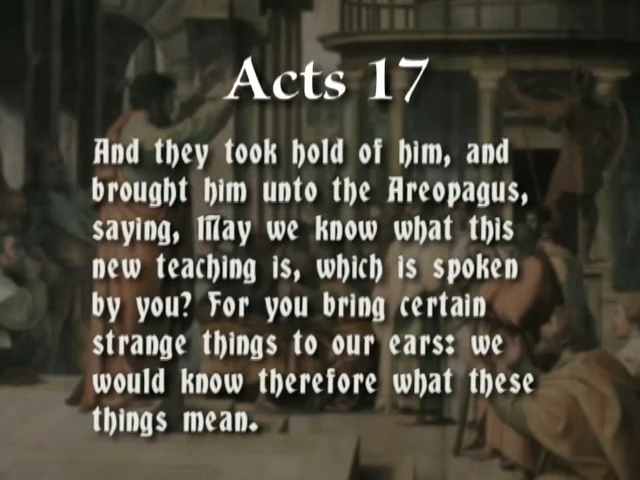 Acts 17
And they took hold of him, and
brought him unto the Areopagus,
saying, May we know what this
new teaching is, which is spoken
by you? For you bring certain
strange things to our ears: we
would know therefore what these
things mean.